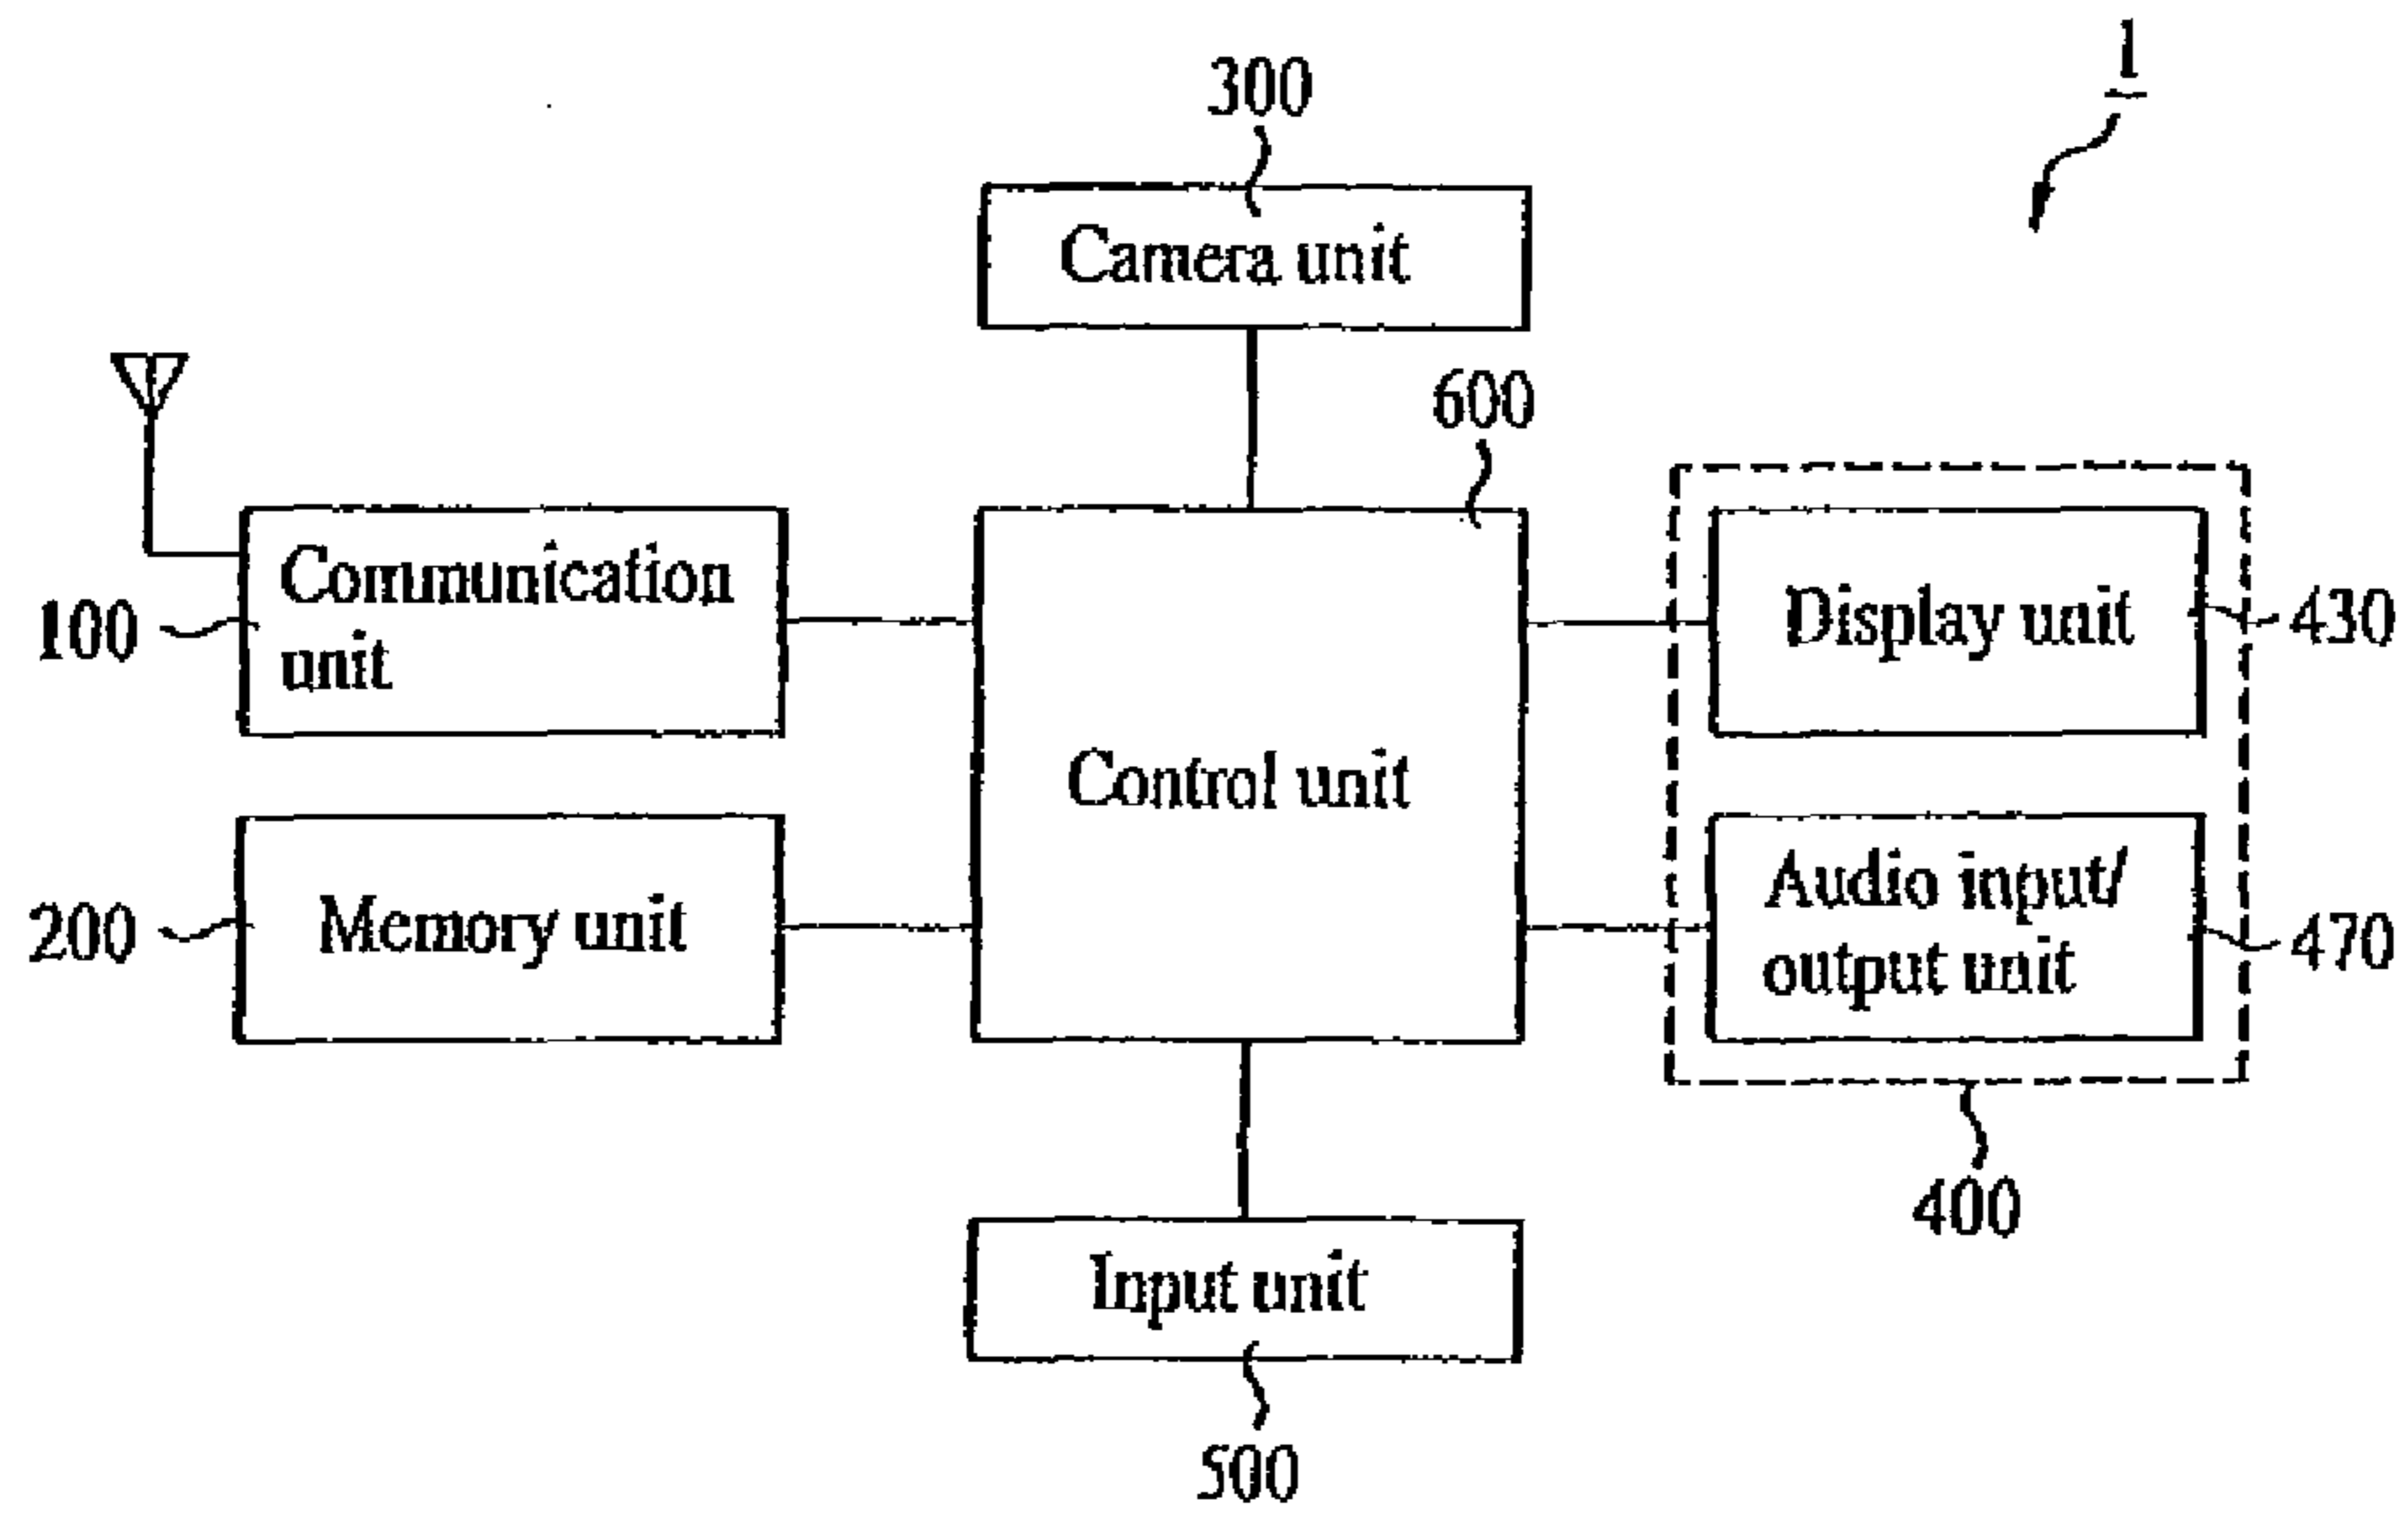 1
300
Camera unit
600
Communication
unit
100
Display unit
430
Control unit
Memory unit
200
Audio input/
output unit
470
400
Input unit
500